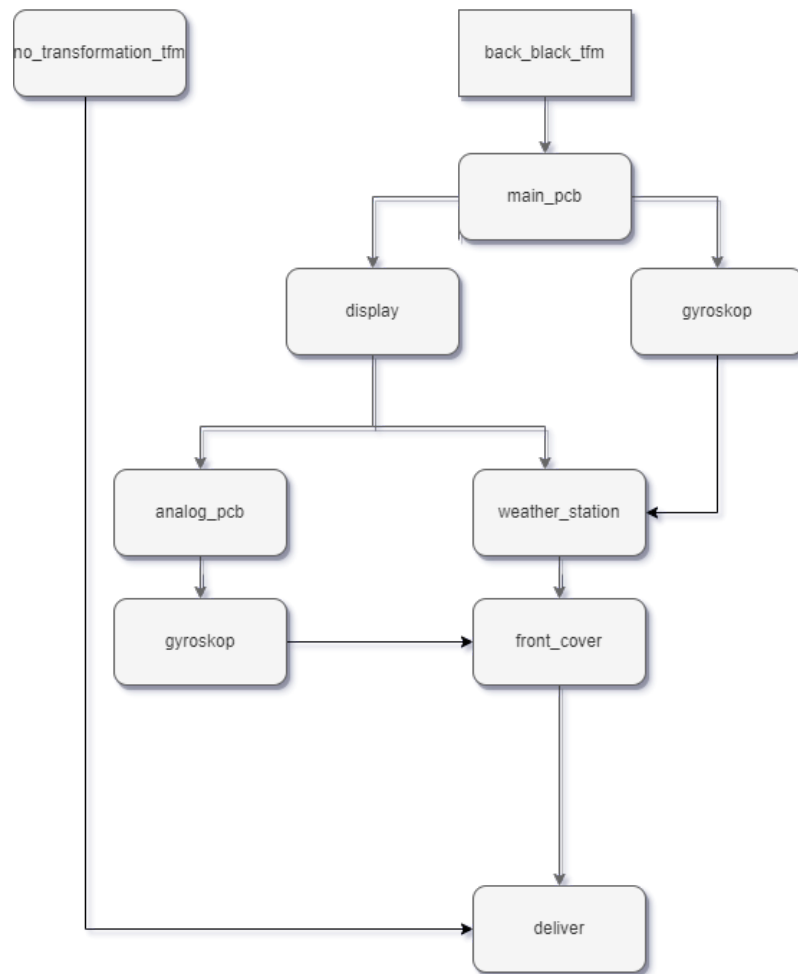 no_transformation_tfm
back_black_tfm
main_pcb
display
gyroskop
analog_pcb
weather_station
gyroskop
front_cover
deliver